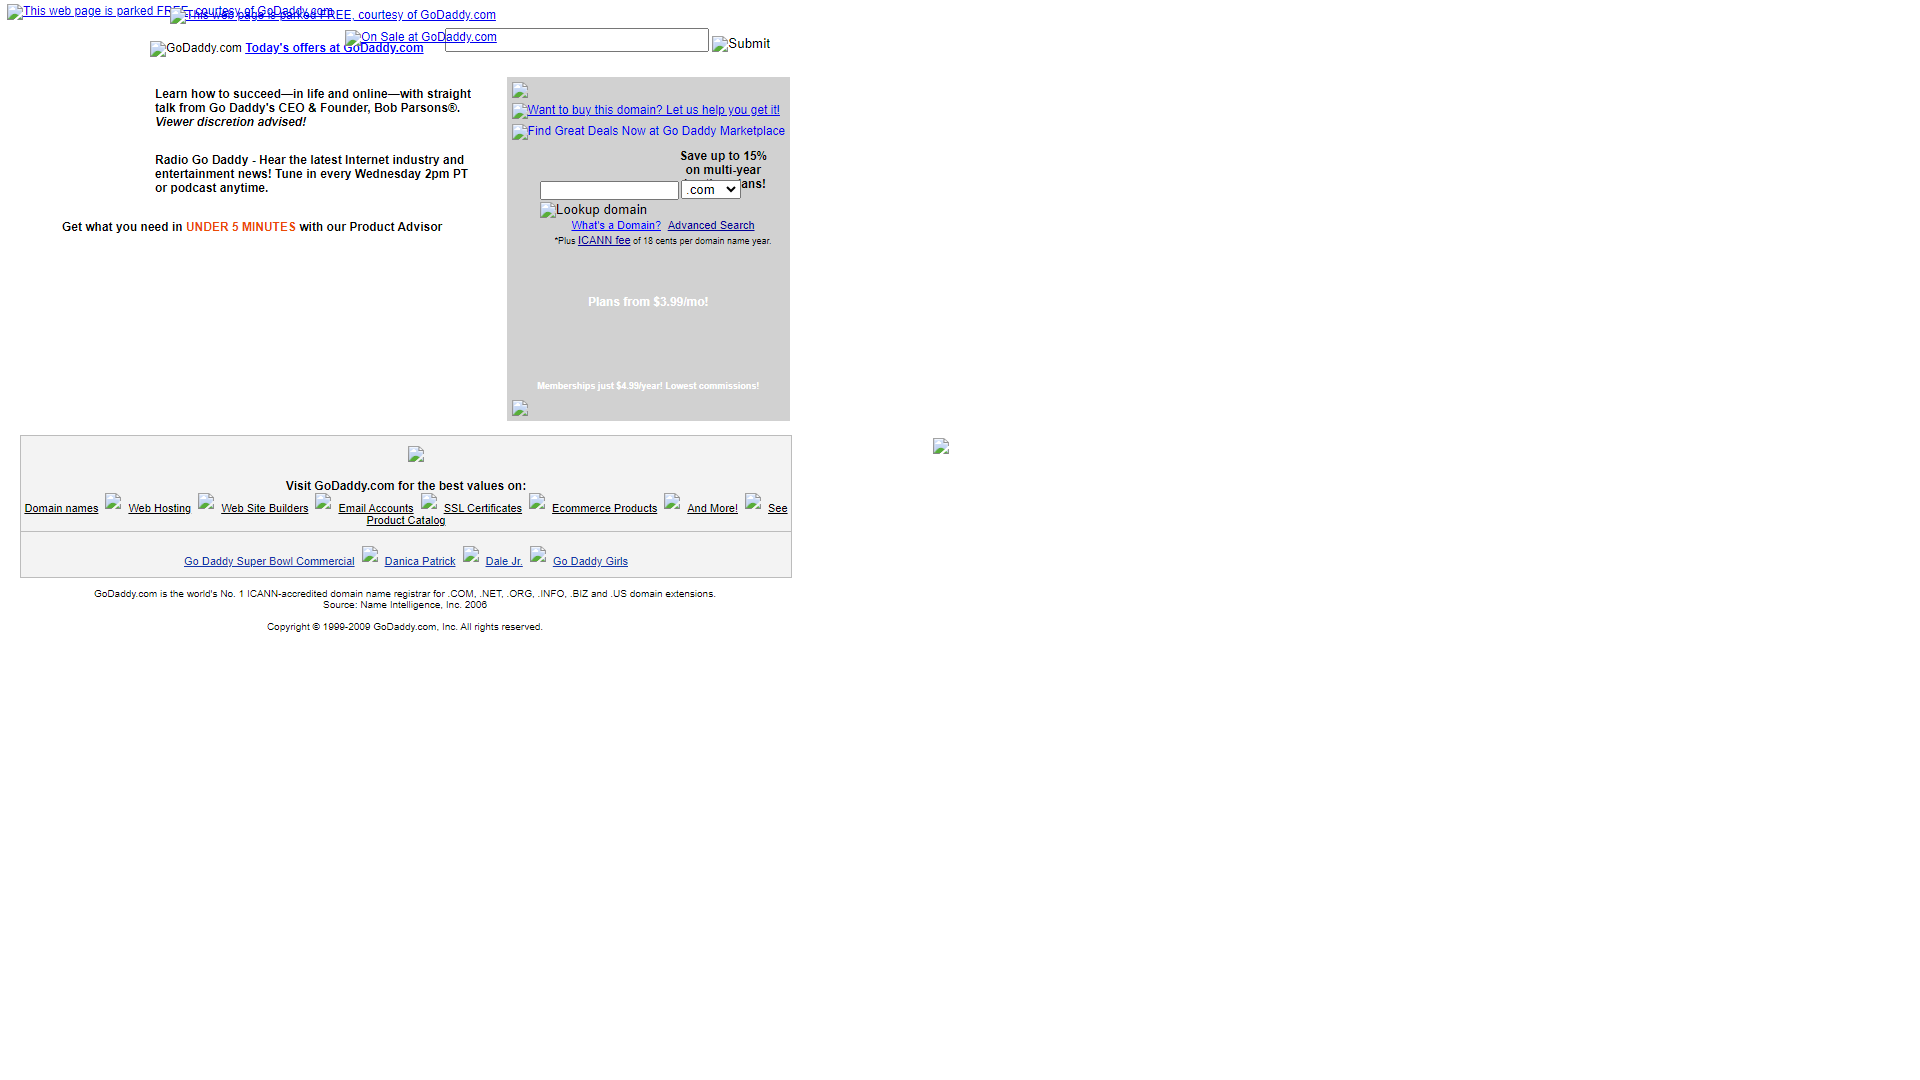 This web page is parked FREE, courtesy of GoDaddy.com
This web page is parked FREE, courtesy of GoDaddy.com
On Sale at GoDaddy.com
Submit
GoDaddy.com Today's offers at GoDaddy.com
Learn how to succeed—in life and online—with straight
talk from Go Daddy's CEO & Founder, Bob Parsons®.
Viewer discretion advised!
Radio Go Daddy - Hear the latest Internet industry and
entertainment news! Tune in every Wednesday 2pm PT
or podcast anytime.
Get what you need in UNDER 5 MINUTES with our Product Advisor
Want to buy this domain? Let us help you get it!
Find Great Deals Now at Go Daddy Marketplace
Save up to 15%
on multi-year
.com
Lookup domain
What's a Domain? Advanced Search
*Plus ICANN fee of 18 cents per domain name year.
Plans from $3.99/mo!
Memberships just $4.99/year! Lowest commissions!
Visit GoDaddy.com for the best values on:
Domain names Web Hosting Web Site Builders Email Accounts SSL Certificates Ecommerce Products And More! See
Product Catalog
Go Daddy Super Bowl Commercial Danica Patrick Dale Jr. Go Daddy Girls
GoDaddy.com is the world's No. 1 ICANN-accredited domain name registrar for .COM, .NET, .ORG, .INFO, .BIZ and .US domain extensions.
Source: Name Intelligence, Inc. 2006
Copyright © 1999-2009 GoDaddy.com, Inc. All rights reserved.